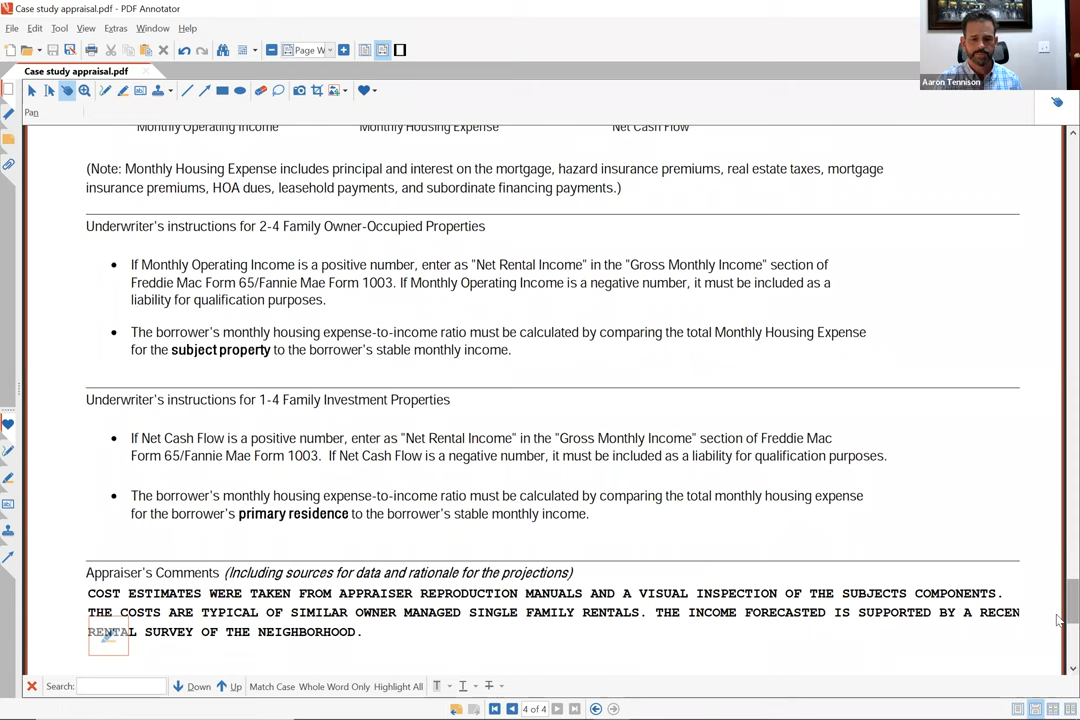 Case study appraisal.pdf - PDF Annotator
File Edit Tool View Extras Window Help
Page W
Case study appraisal.pdf
Pan
Aaron Tennison
Monthly Operating Income Monthly Housing Expense Net Cash Flow
(Note: Monthly Housing Expense includes principal and interest on the mortgage, hazard insurance premiums, real estate taxes, mortgage
insurance premiums, HOA dues, leasehold payments, and subordinate financing payments.)
Underwriter's instructions for 2-4 Family Owner-Occupied Properties
• If Monthly Operating Income is a positive number, enter as "Net Rental Income" in the "Gross Monthly Income" section of
Freddie Mac Form 65/Fannie Mae Form 1003. If Monthly Operating Income is a negative number, it must be included as a
liability for qualification purposes.
• The borrower's monthly housing expense-to-income ratio must be calculated by comparing the total Monthly Housing Expense
for the subject property to the borrower's stable monthly income.
Underwriter's instructions for 1-4 Family Investment Properties
• If Net Cash Flow is a positive number, enter as "Net Rental Income" in the "Gross Monthly Income" section of Freddie Mac
Form 65/Fannie Mae Form 1003. If Net Cash Flow is a negative number, it must be included as a liability for qualification purposes.
• The borrower's monthly housing expense-to-income ratio must be calculated by comparing the total monthly housing expense
for the borrower's primary residence to the borrower's stable monthly income.
Appraiser's Comments (Including sources for data and rationale for the projections)
COST ESTIMATES WERE TAKEN FROM APPRAISER REPRODUCTION MANUALS AND A VISUAL INSPECTION OF THE SUBJECTS COMPONENTS.
THE COSTS ARE TYPICAL OF SIMILAR OWNER MANAGED SINGLE FAMILY RENTALS. THE INCOME FORECASTED IS SUPPORTED BY A RECEN
RENTAL SURVEY OF THE NEIGHBORHOOD.
Search: Down Up Match Case Whole Word Only Highlight All
4 of 4